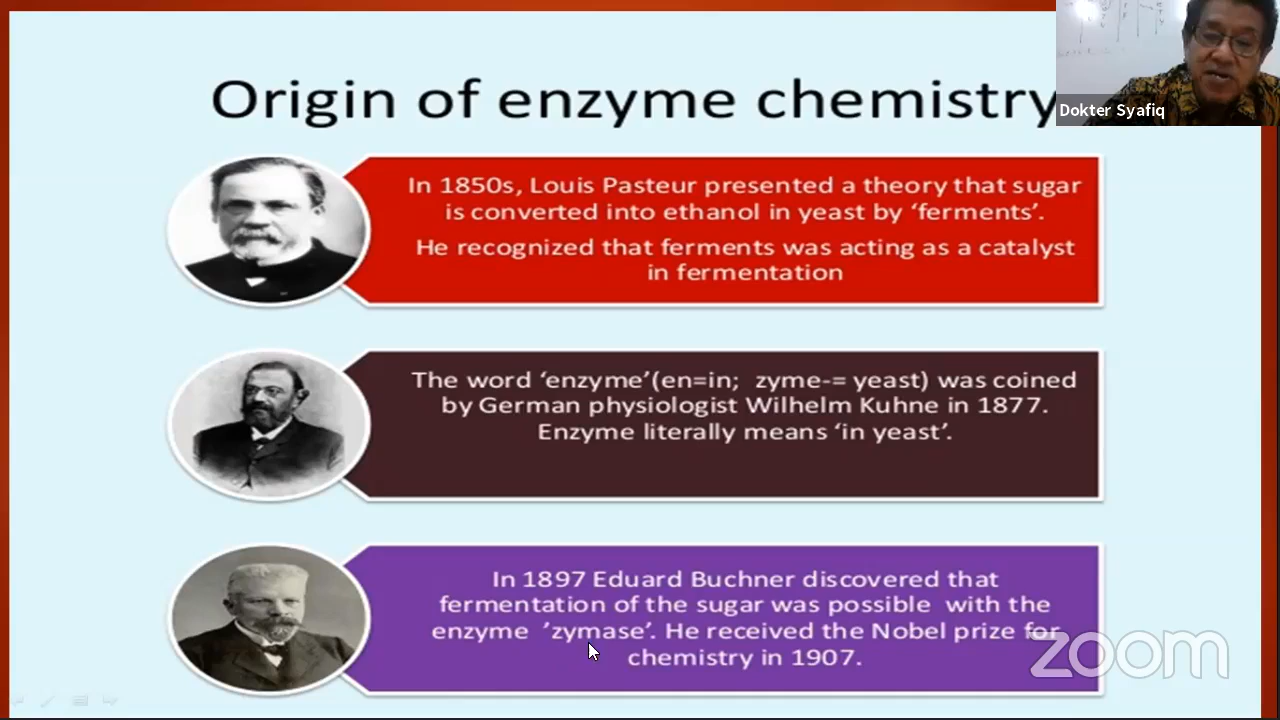 Origin of enzyme chemistry
Dokter Syafiq
In 1850s, Louis Pasteur presented a theory that sugar
is converted into ethanol in yeast by ‘ferments’.
He recognized that ferments was acting as a catalyst
in fermentation
The word ‘enzyme’(en=in; zyme-= yeast) was coined
by German physiologist Wilhelm Kuhne in 1877.
Enzyme literally means ‘in yeast’.
In 1897 Eduard Buchner discovered that
fermentation of the sugar was possible with the
enzyme ’zymase’. He received the Nobel prize for
chemistry in 1907.
zoom